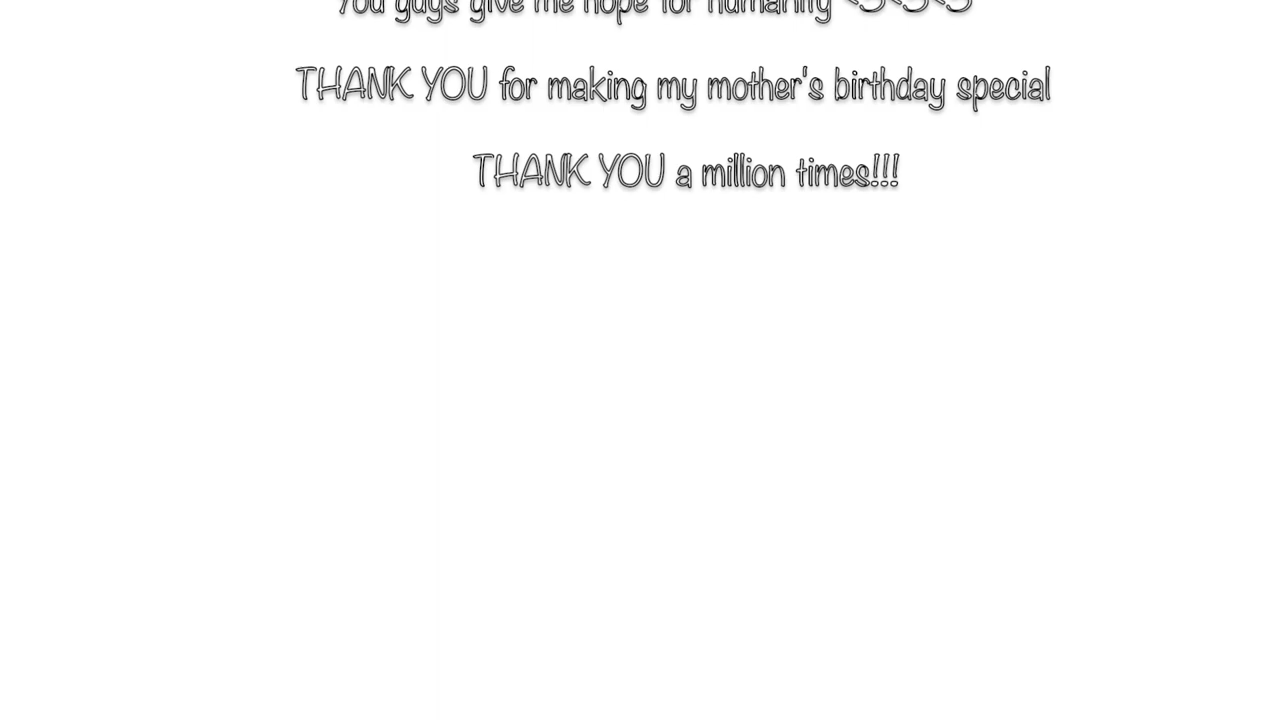 You guys give me hope for humanity <3<3<3
THANK YOU for making my mother's birthday special
THANK YOU a million times!!!